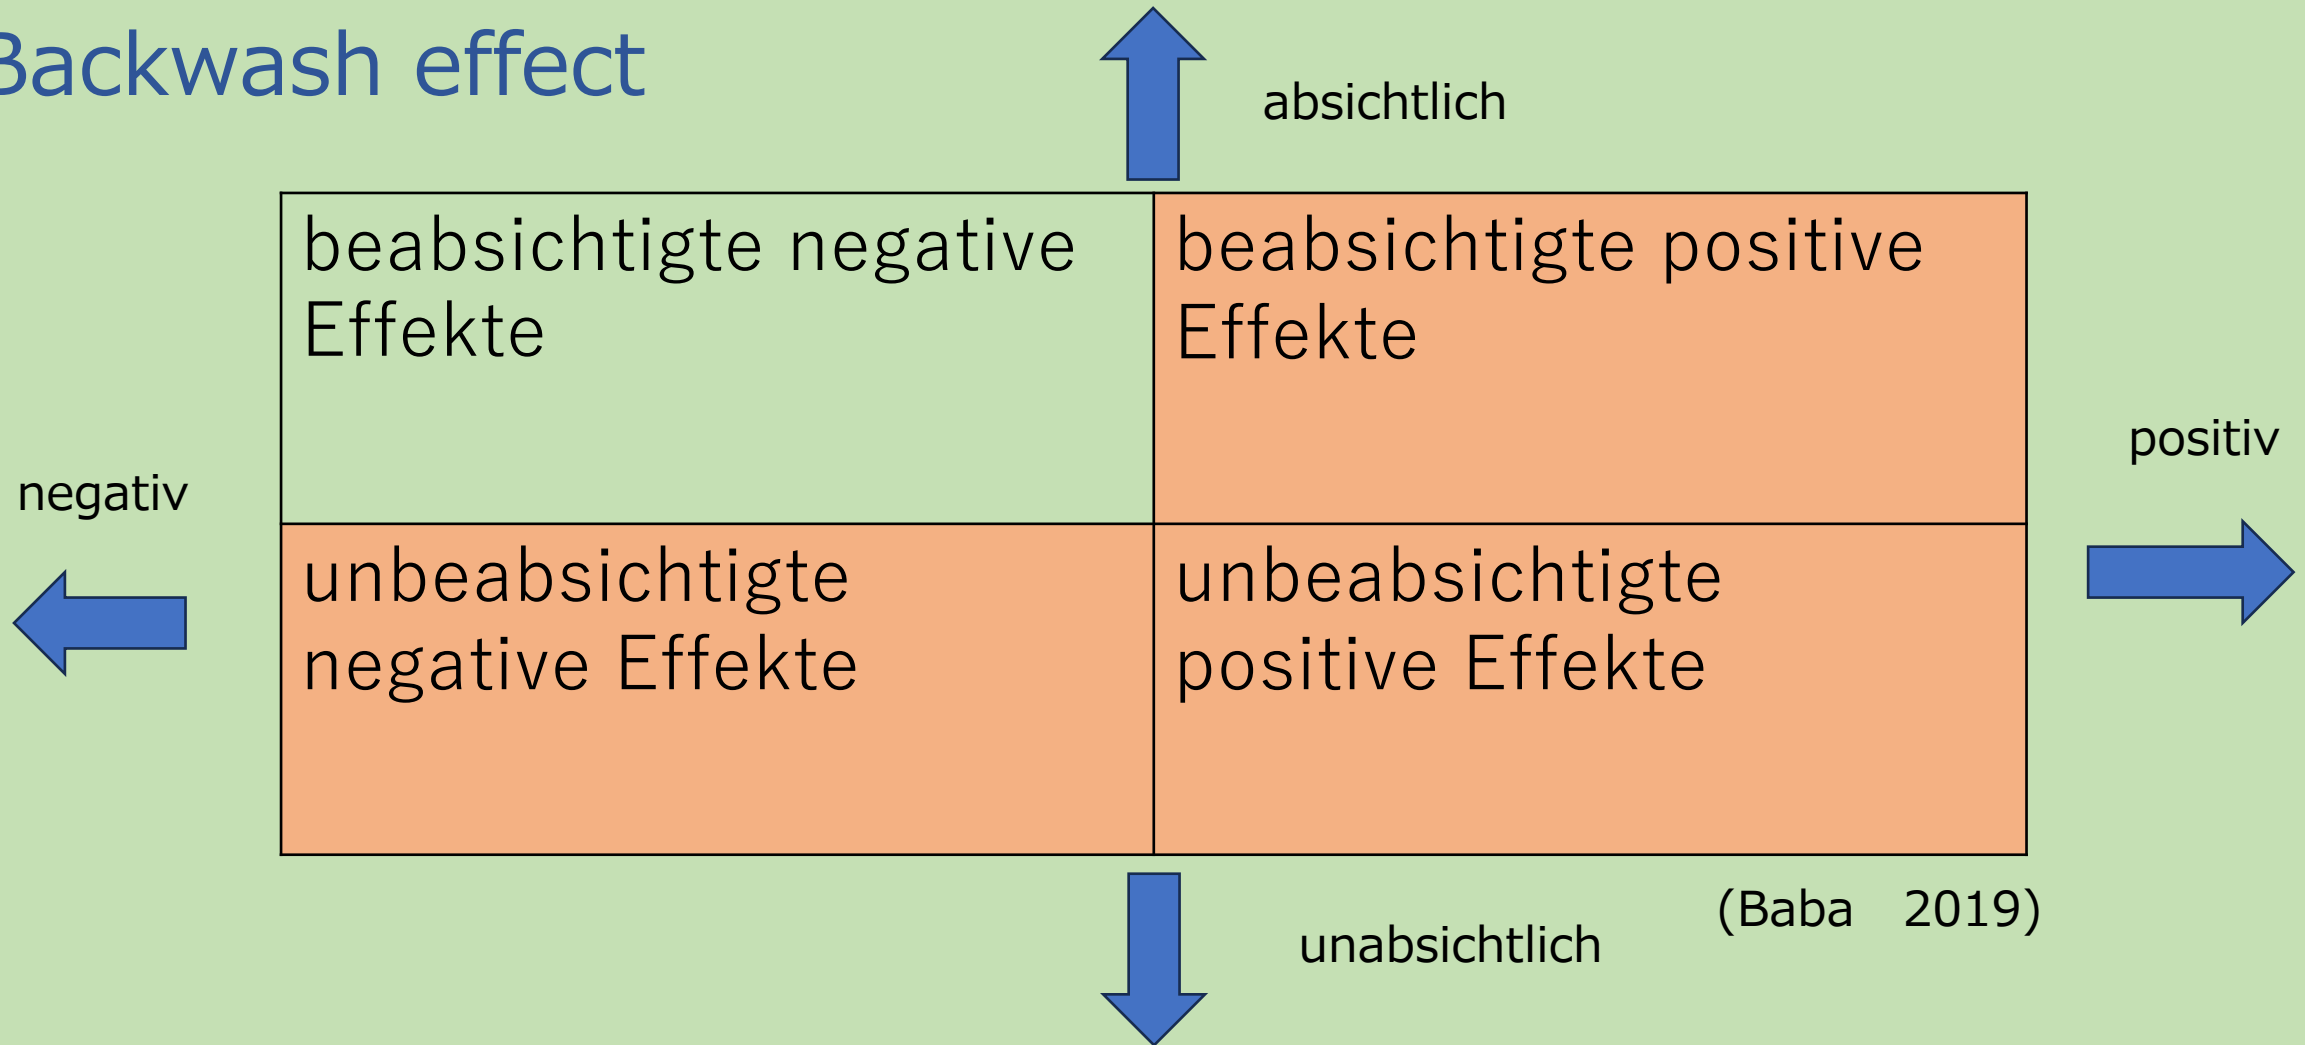 Backwash effect
absichtlich
beabsichtigte negative
Effekte
beabsichtigte positive
Effekte
negativ
positiv
unbeabsichtigte
negative Effekte
unbeabsichtigte
positive Effekte
(Baba 2019)
unabsichtlich